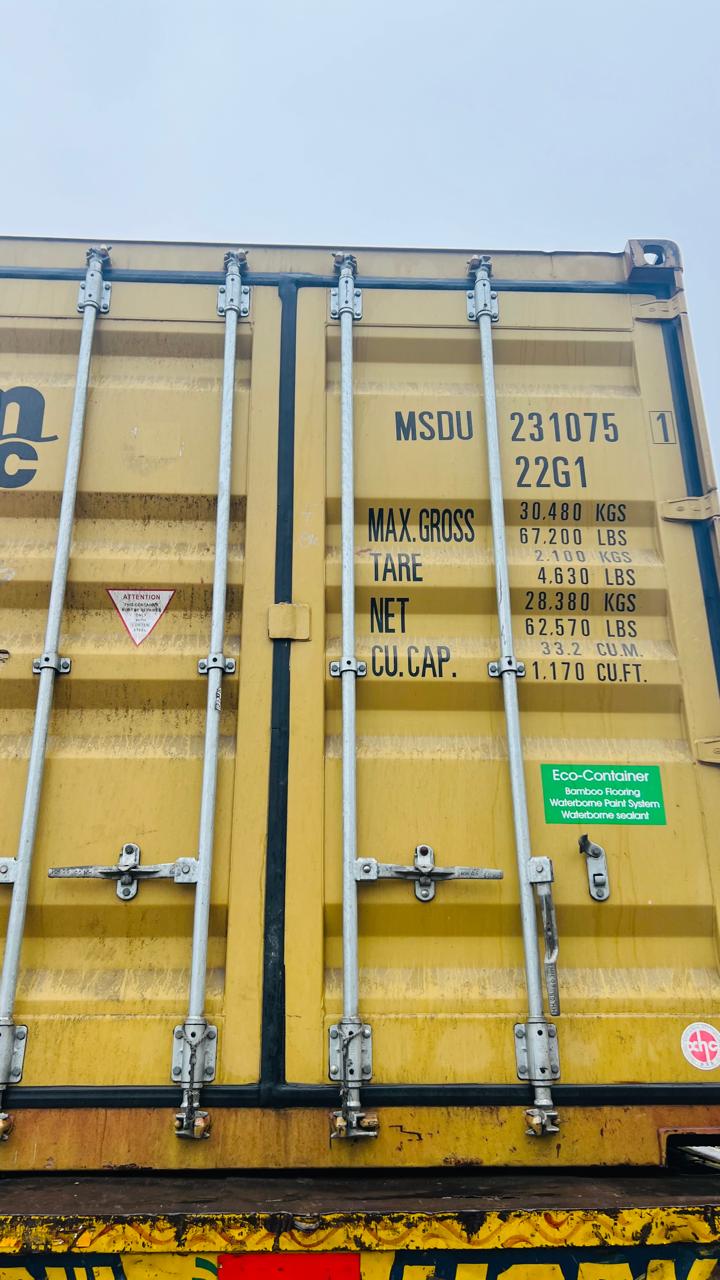 m
sc
MSDU 231075 1
22G1
MAX.GROSS 30.480 KGS
67.200 LBS
TARE 2.100 KGS
4.630 LBS
NET 28.380 KGS
62.570 LBS
CU.CAP. 33.2 CU.M.
1.170 CU.FT.
ATTENTION
Eco-Container
Bamboo Flooring
Waterborne Paint System
Waterborne sealant